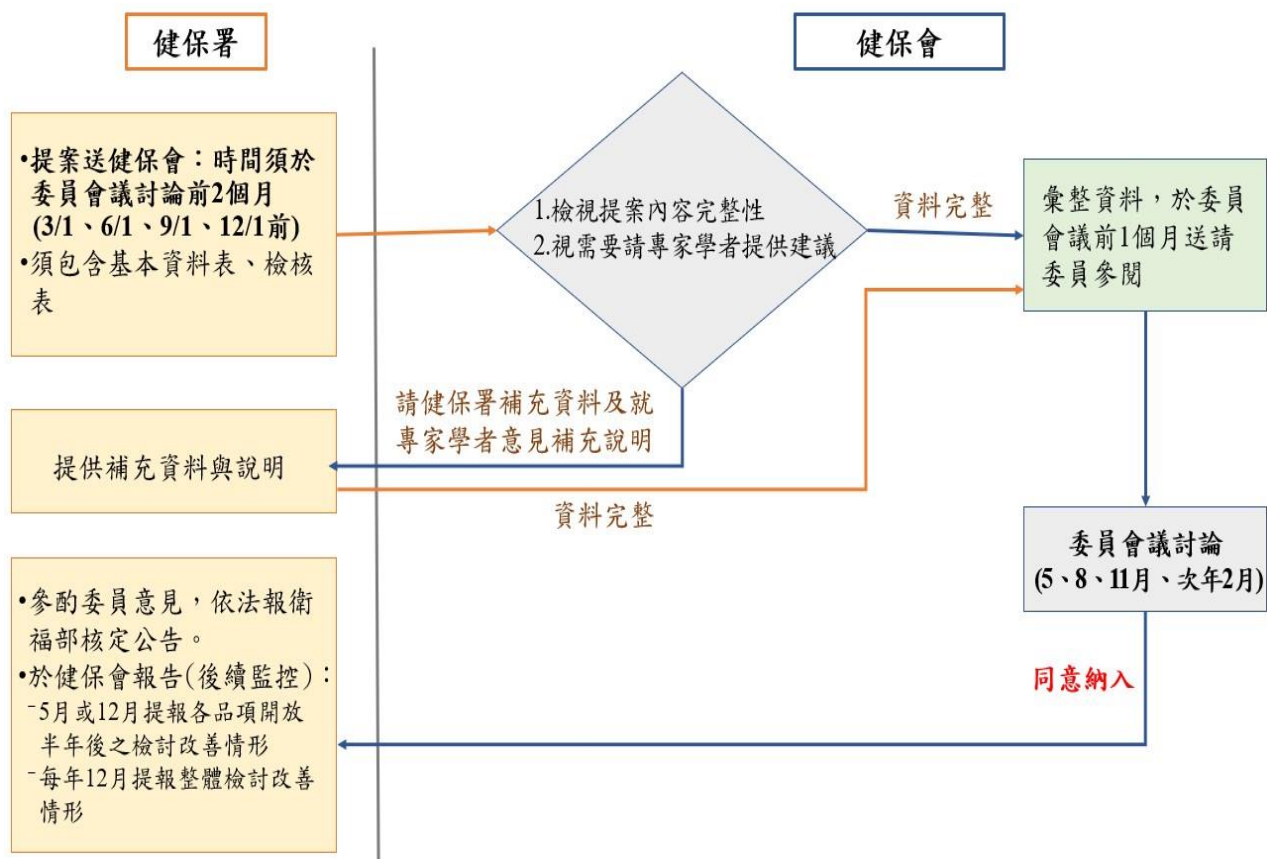 健保署
健保會
•提案送健保會：時間須於
委員會議討論前2個月
(3/1、6/1、9/1、12/1前)
•須包含基本資料表、檢核
表
1.檢視提案內容完整性
2.視需要請專家學者提供建議
資料完整
彙整資料，於委員
會議前1個月送請
委員參閱
請健保署補充資料及就
專家學者意見補充說明
提供補充資料與說明
資料完整
委員會議討論
(5、8、11月、次年2月)
同意納入
•參酌委員意見，依法報衛
福部核定公告。
•於健保會報告(後續監控)：
-5月或12月提報各品項開放
半年後之檢討改善情形
-每年12月提報整體檢討改善
情形